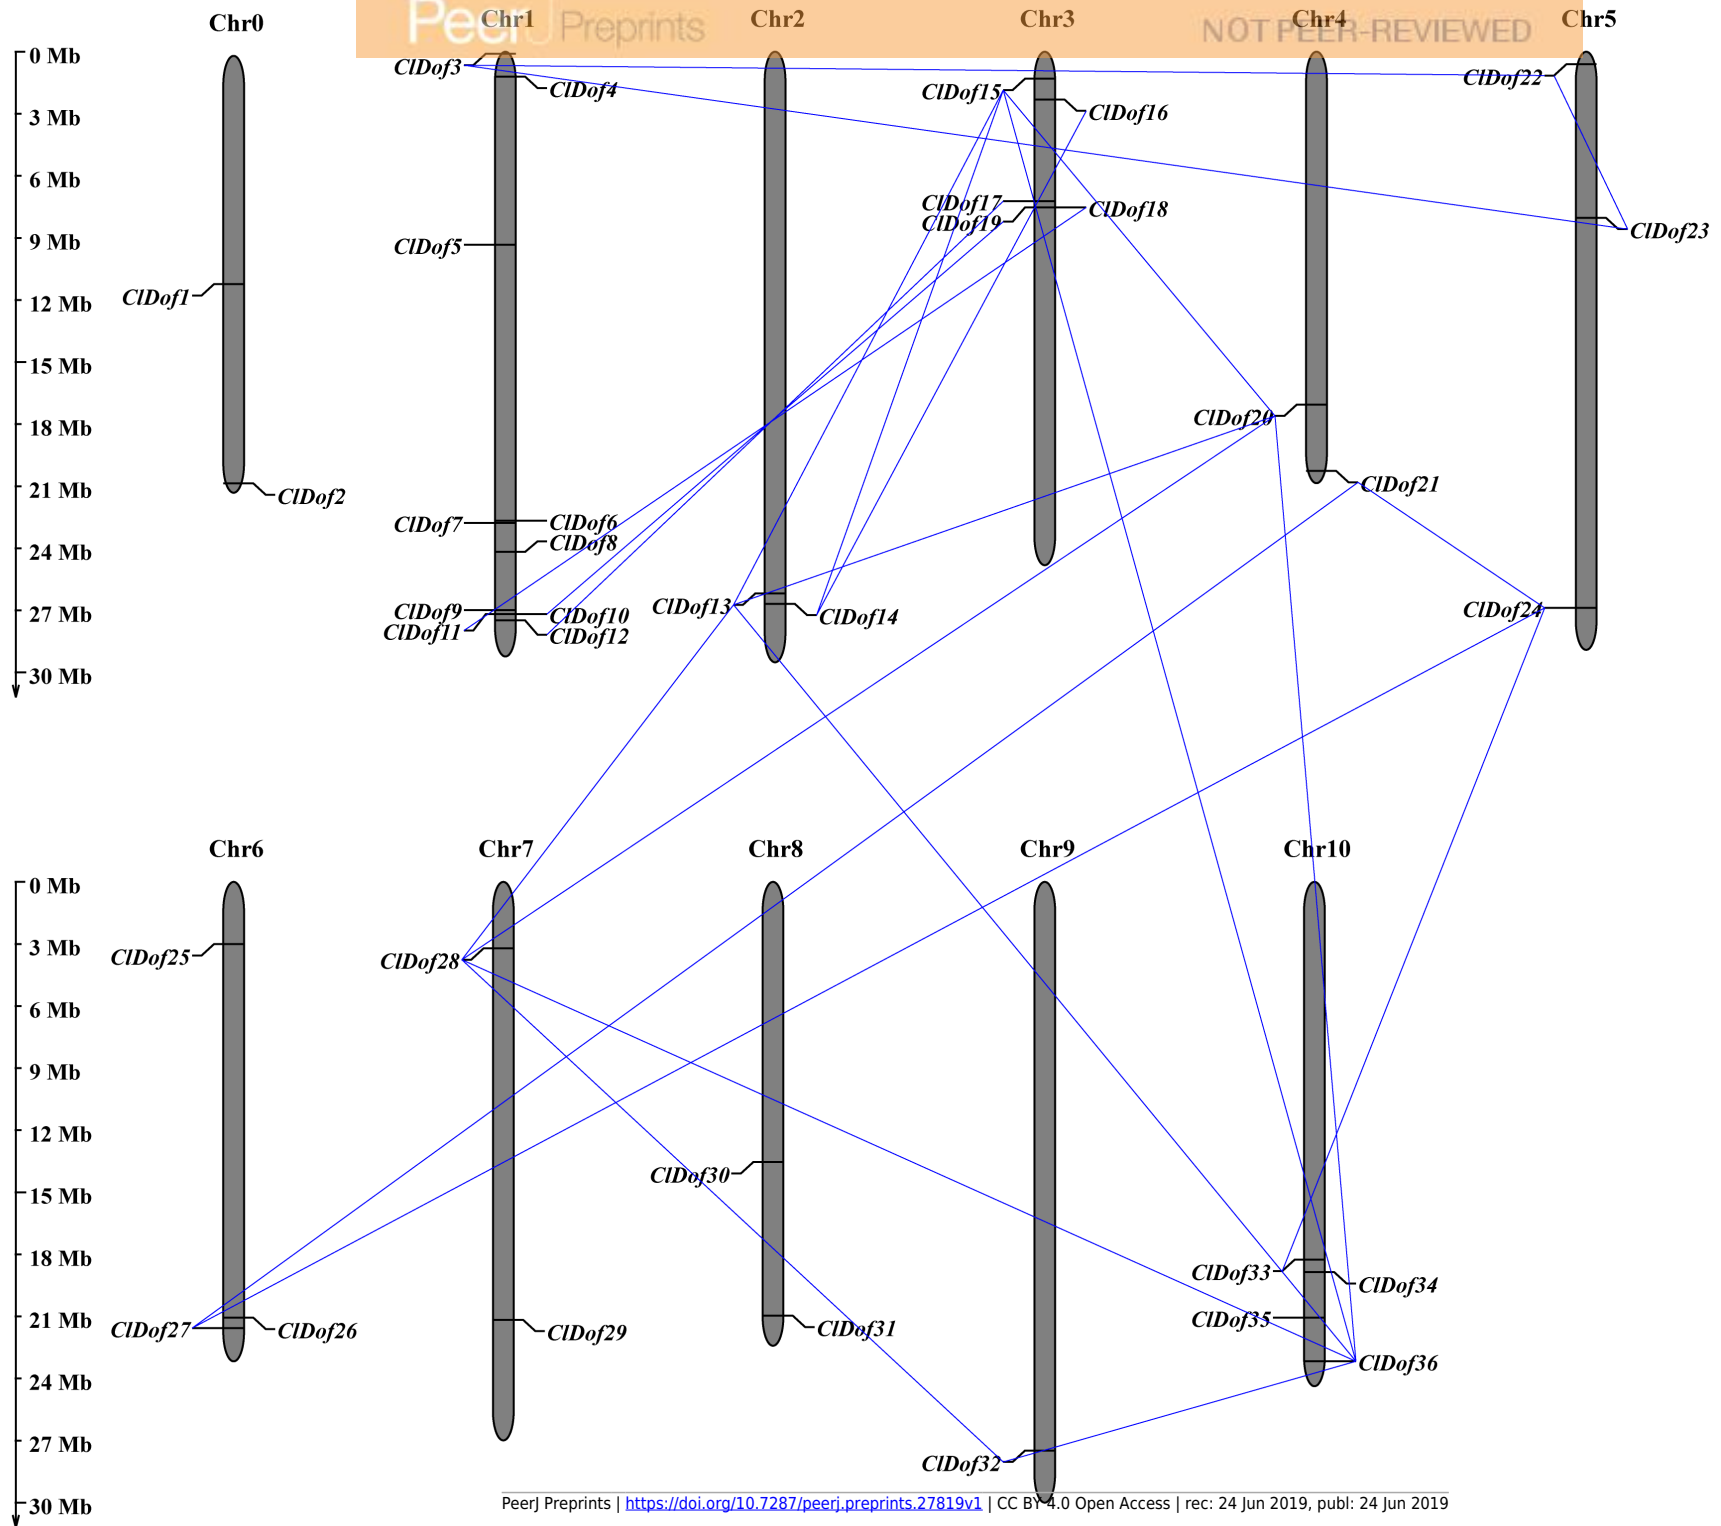 PeerJ Preprints
NOT PEER-REVIEWED
Chr0
Chr1
Chr2
Chr3
Chr4
Chr5
0 Mb
3 Mb
6 Mb
9 Mb
12 Mb
15 Mb
18 Mb
21 Mb
24 Mb
27 Mb
30 Mb
ClDof1
ClDof2
ClDof3
ClDof4
ClDof5
ClDof7
ClDof6
ClDof8
ClDof9
ClDof10
ClDof11
ClDof12
ClDof13
ClDof14
ClDof15
ClDof16
ClDof17
ClDof18
ClDof19
ClDof20
ClDof21
ClDof22
ClDof23
ClDof24
Chr6
Chr7
Chr8
Chr9
Chr10
0 Mb
3 Mb
6 Mb
9 Mb
12 Mb
15 Mb
18 Mb
21 Mb
24 Mb
27 Mb
30 Mb
ClDof25
ClDof27
ClDof26
ClDof28
ClDof29
ClDof30
ClDof31
ClDof32
ClDof33
ClDof34
ClDof35
ClDof36
PeerJ Preprints | https://doi.org/10.7287/peerj.preprints.27819v1 | CC BY 4.0 Open Access | rec: 24 Jun 2019, publ: 24 Jun 2019